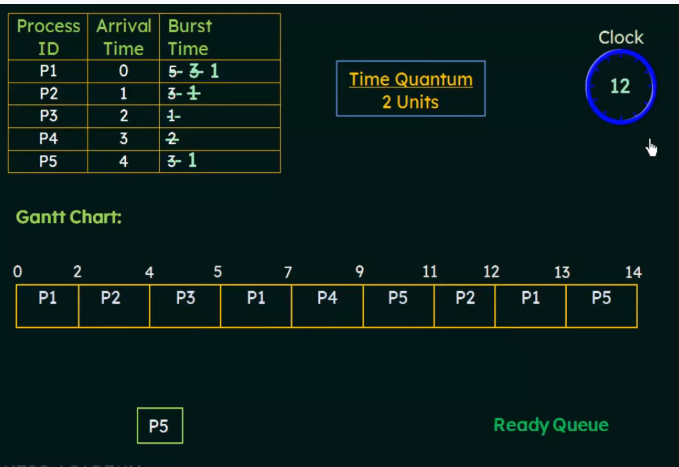 Process ID Arrival Time Burst Time
P1 0 5- 3- 1
P2 1 3- 1
P3 2 1-
P4 3 2
P5 4 3- 1
Time Quantum
2 Units
Clock
12
Gantt Chart:
0 2 4 5 7 9 11 12 13 14
P1 P2 P3 P1 P4 P5 P2 P1 P5
P5
Ready Queue